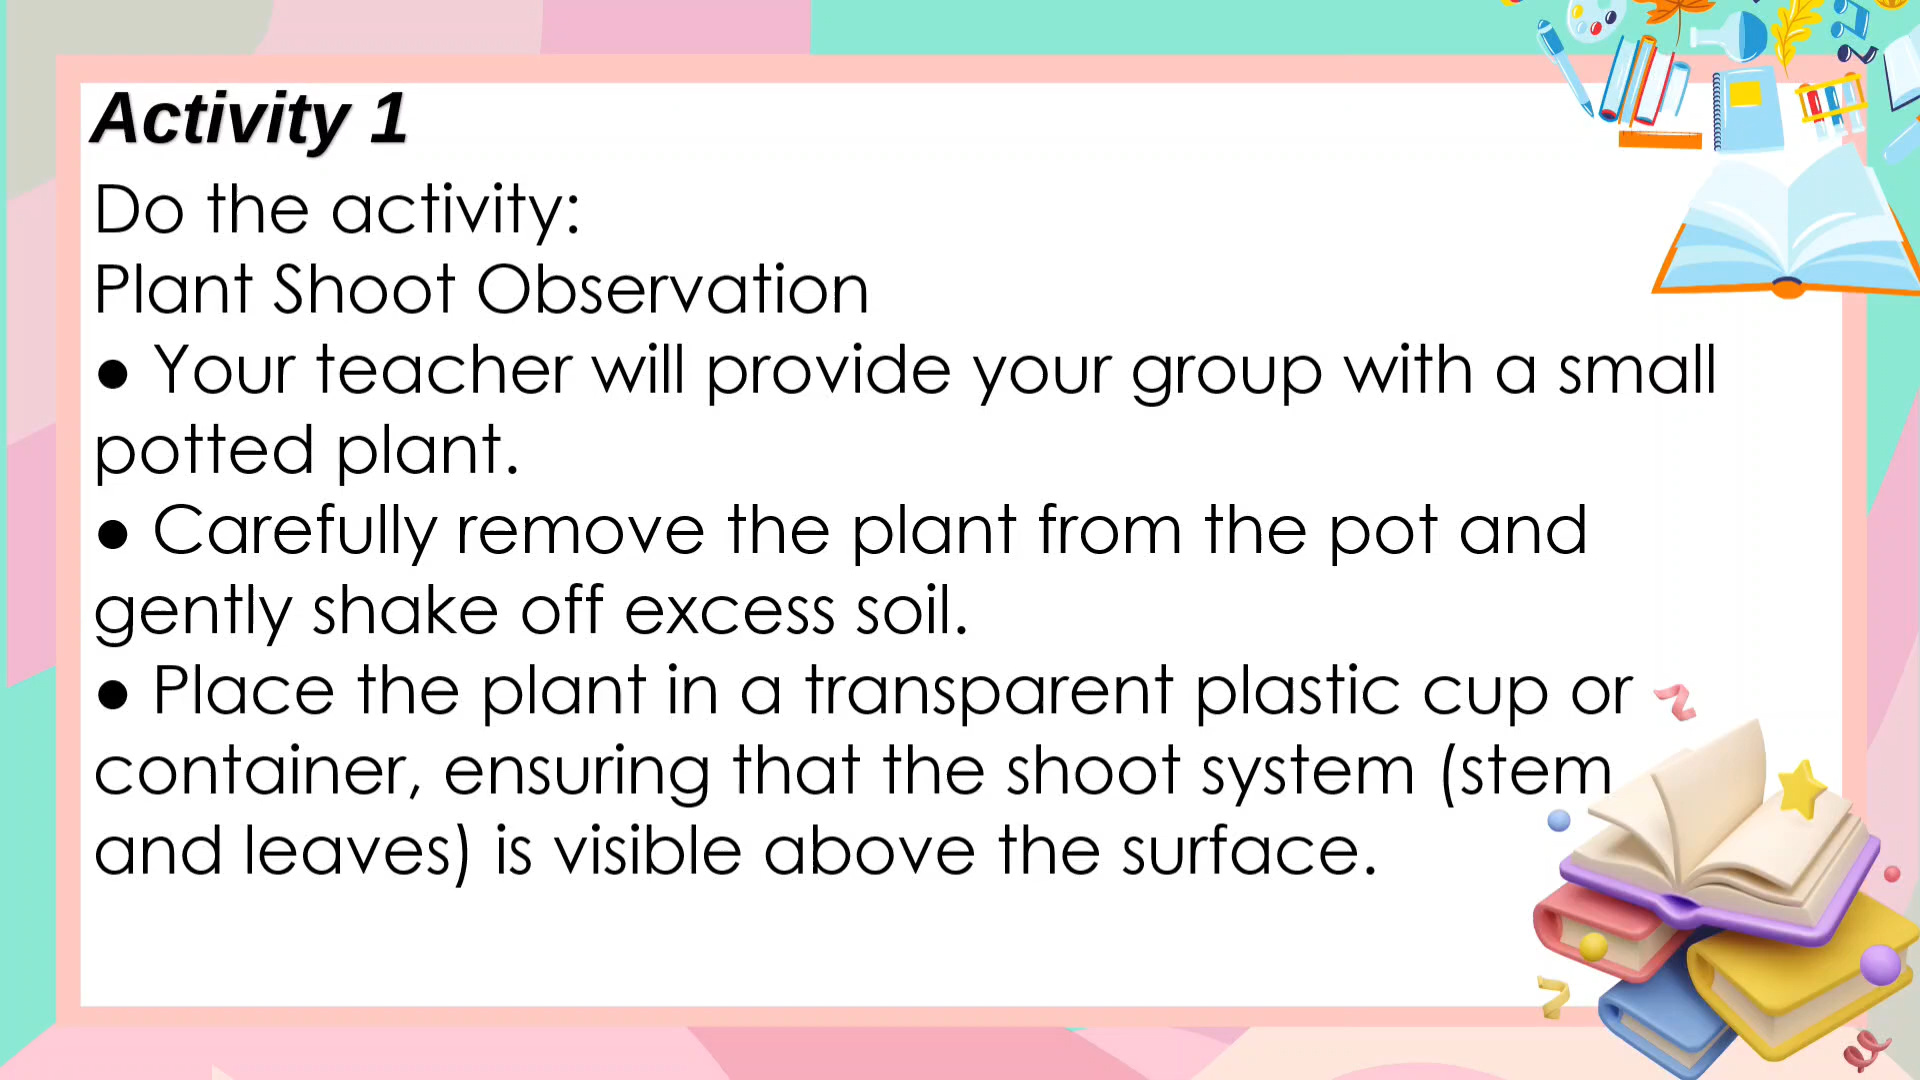 Activity 1
Do the activity:
Plant Shoot Observation
● Your teacher will provide your group with a small
potted plant.
● Carefully remove the plant from the pot and
gently shake off excess soil.
● Place the plant in a transparent plastic cup or
container, ensuring that the shoot system (stem
and leaves) is visible above the surface.